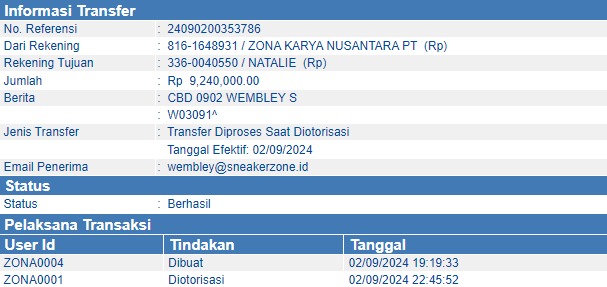 Informasi Transfer
No. Referensi : 24090200353786
Dari Rekening : 816-1648931 / ZONA KARYA NUSANTARA PT (Rp)
Rekening Tujuan : 336-0040550 / NATALIE (Rp)
Jumlah : Rp 9,240,000.00
Berita : CBD 0902 WEMBLEY S
: W03091^
Jenis Transfer : Transfer Diproses Saat Diotorisasi
Tanggal Efektif: 02/09/2024
Email Penerima : wembley@sneakerzone.id
Status
Status : Berhasil
Pelaksana Transaksi
User Id Tindakan Tanggal
ZONA0004 Dibuat 02/09/2024 19:19:33
ZONA0001 Diotorisasi 02/09/2024 22:45:52